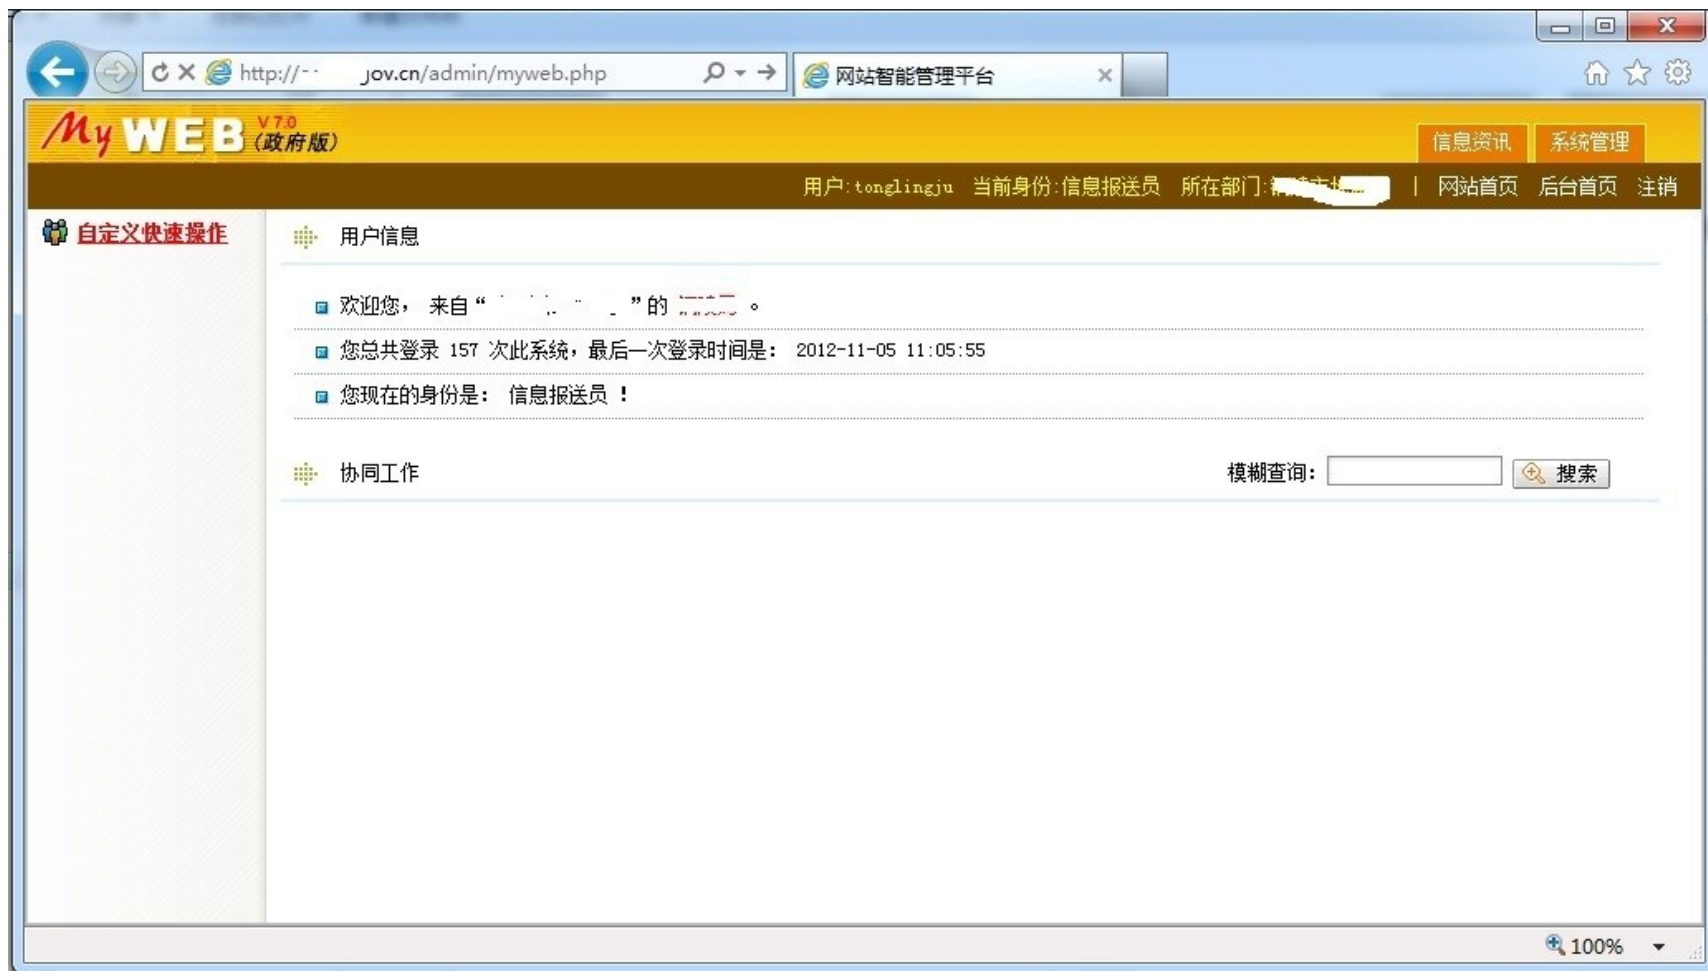 http:// jov.cn/admin/myweb.php
网站智能管理平台
My WEB V7.0 (政府版)
信息资讯 系统管理
用户:tonglingju 当前身份:信息报送员 所在部门: | 网站首页 后台首页 注销
自定义快速操作
用户信息
欢迎您， 来自“ ”的 。
您总共登录 157 次此系统，最后一次登录时间是： 2012-11-05 11:05:55
您现在的身份是： 信息报送员 ！
协同工作
模糊查询： 搜索
100%